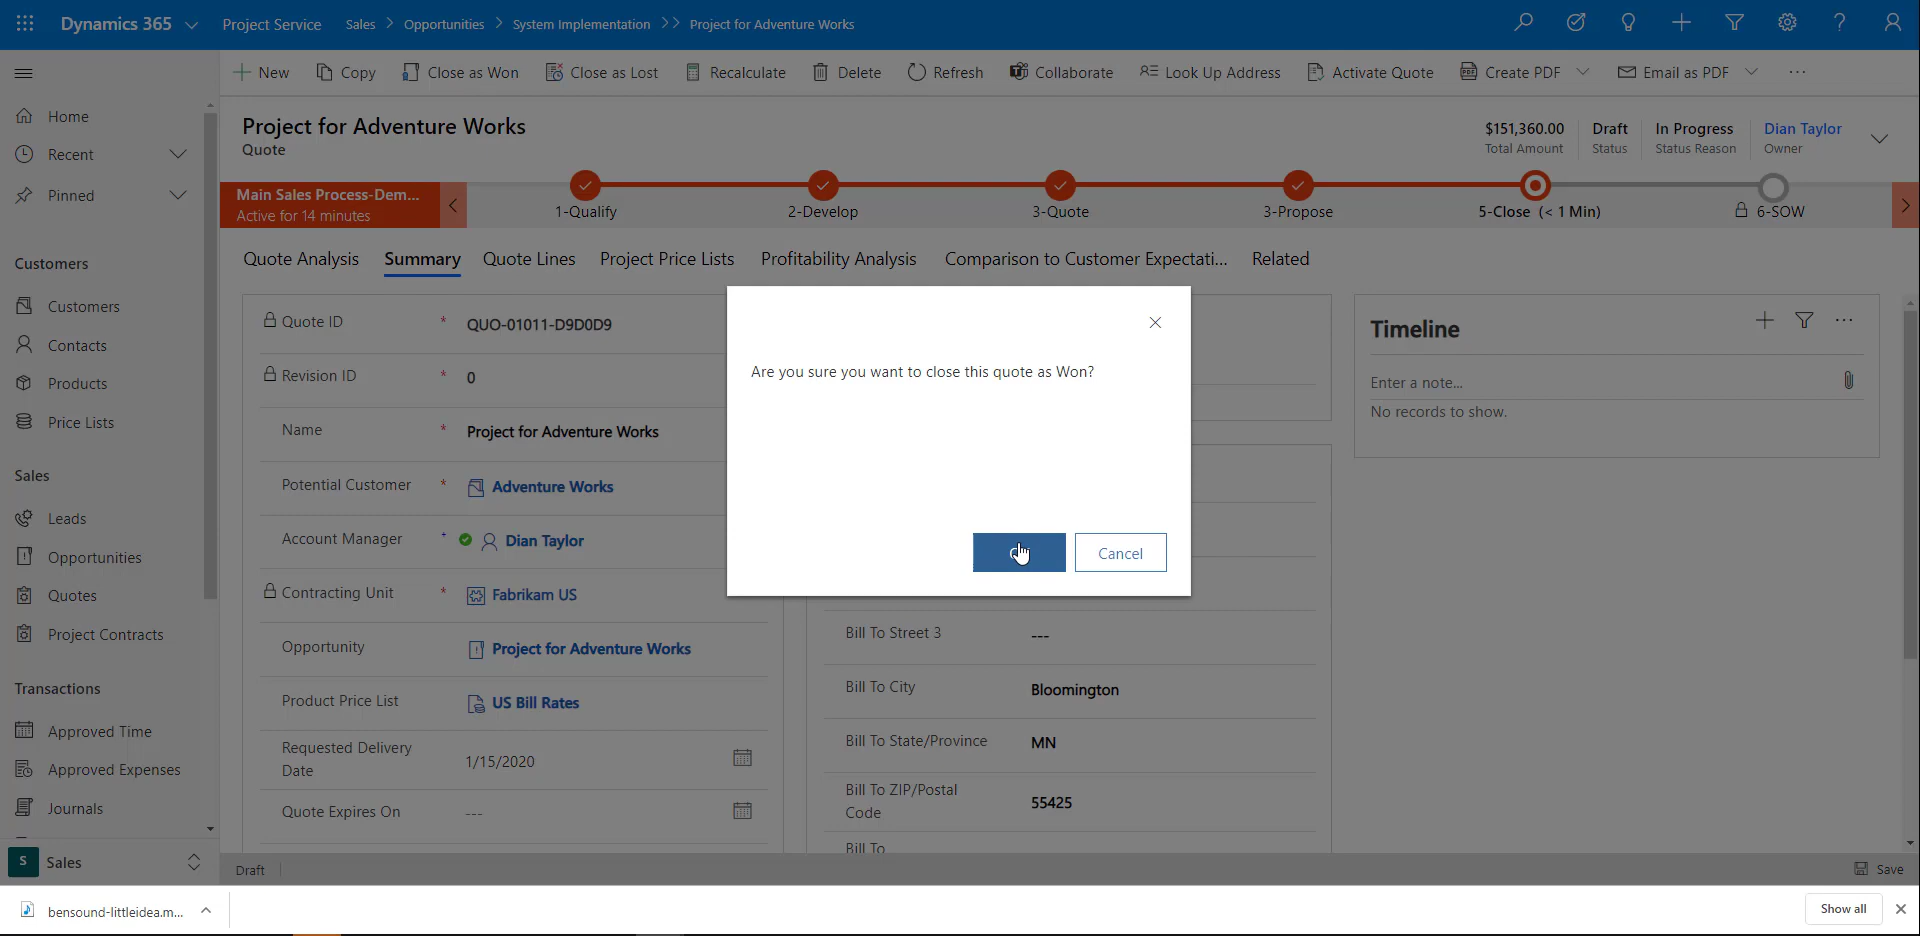 Dynamics 365 Project Service Sales Opportunities System Implementation Project for Adventure Works
New Copy Close as Won Close as Lost Recalculate Delete Refresh Collaborate Look Up Address Activate Quote Create PDF Email as PDF ...
Home
Recent
Pinned
Customers
Customers
Contacts
Products
Price Lists
Sales
Leads
Opportunities
Quotes
Project Contracts
Transactions
Approved Time
Approved Expenses
Journals
S Sales
Project for Adventure Works
Quote
$151,360.00 Draft In Progress Dian Taylor
Total Amount Status Status Reason Owner
Main Sales Process-Dem...
Active for 14 minutes
1-Qualify 2-Develop 3-Quote 3-Propose 5-Close (< 1 Min) 6-SOW
Quote Analysis Summary Quote Lines Project Price Lists Profitability Analysis Comparison to Customer Expectati... Related
Quote ID * QUO-01011-D9D0D9
Revision ID * 0
Name * Project for Adventure Works
Potential Customer * Adventure Works
Account Manager + Dian Taylor
Contracting Unit * Fabrikam US
Opportunity Project for Adventure Works
Product Price List US Bill Rates
Requested Delivery
Date 1/15/2020
Quote Expires On ---
Are you sure you want to close this quote as Won?
Cancel
Bill To Street 3 ---
Bill To City Bloomington
Bill To State/Province MN
Bill To ZIP/Postal
Code 55425
Bill To
Timeline
Enter a note...
No records to show.
Draft Save
bensound-littleidea.m... Show all